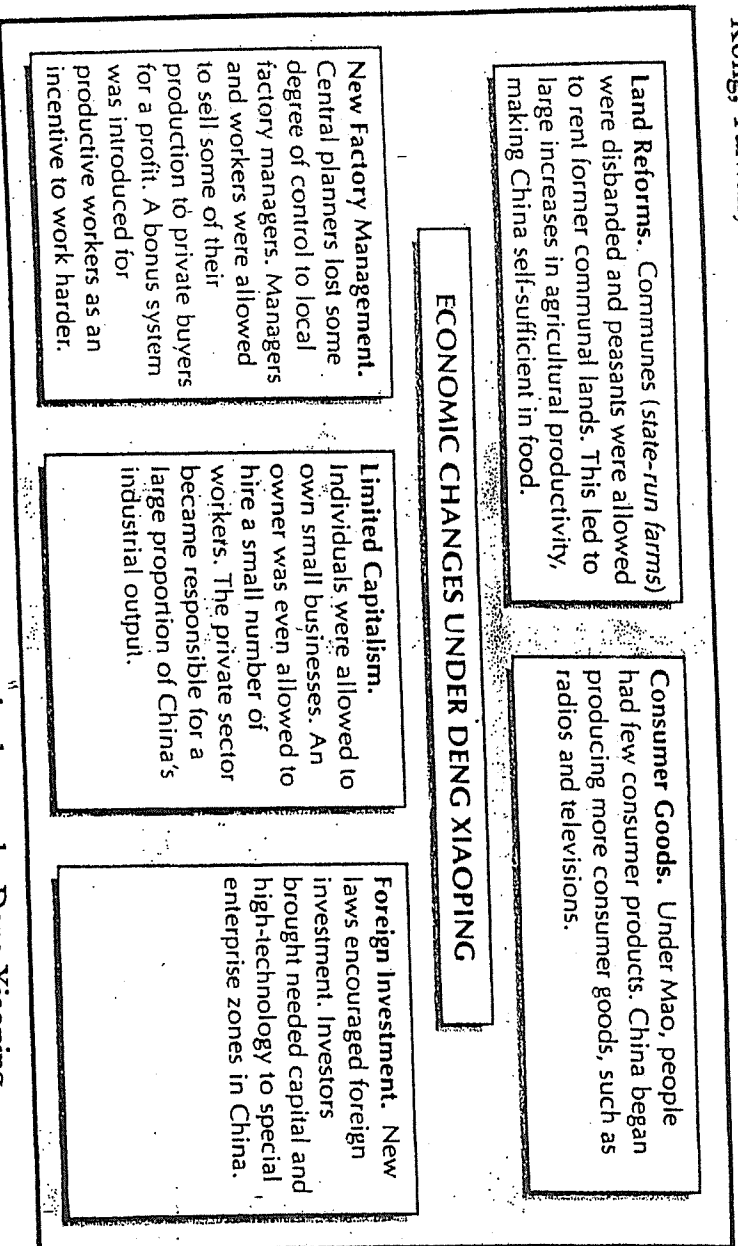 Land Reforms. Communes (state-run farms)
were disbanded and peasants were allowed
to rent former communal lands. This led to
large increases in agricultural productivity,
making China self-sufficient in food.
Consumer Goods. Under Mao, people
had few consumer products. China began
producing more consumer goods, such as
radios and televisions.
ECONOMIC CHANGES UNDER DENG XIAOPING
New Factory Management.
Central planners lost some
degree of control to local
factory managers. Managers
and workers were allowed
to sell some of their
production to private buyers
for a profit. A bonus system
was introduced for
productive workers as an
incentive to work harder.
Limited Capitalism.
Individuals were allowed to
own small businesses. An
owner was even allowed to
hire a small number of
workers. The private sector
became responsible for a
large proportion of China's
industrial output.
Foreign Investment. New
laws encouraged foreign
investment. Investors
brought needed capital and
high-technology to special
enterprise zones in China.